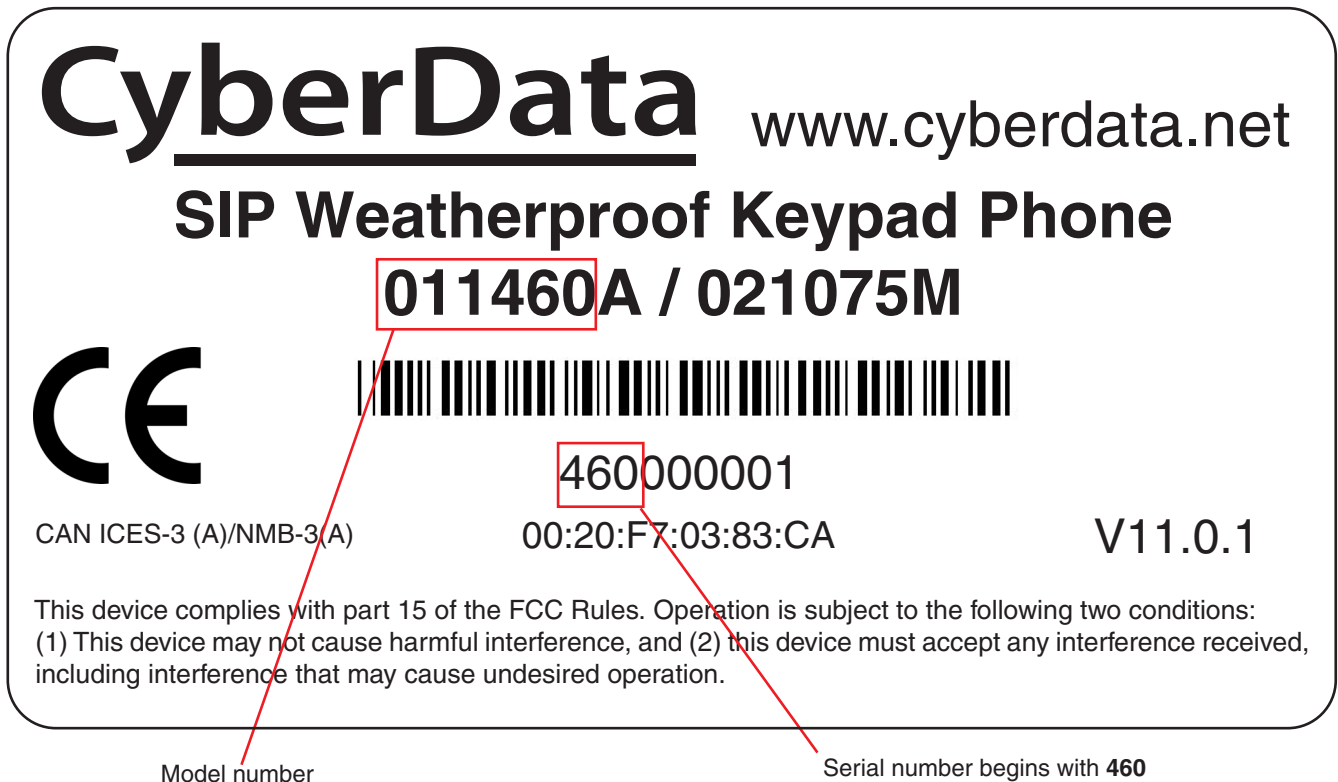 CyberData www.cyberdata.net
SIP Weatherproof Keypad Phone
011460A / 021075M
460000001
CAN ICES-3 (A)/NMB-3(A) 00:20:F7:03:83:CA V11.0.1
This device complies with part 15 of the FCC Rules. Operation is subject to the following two conditions:
(1) This device may not cause harmful interference, and (2) this device must accept any interference received,
including interference that may cause undesired operation.
Model number Serial number begins with 460